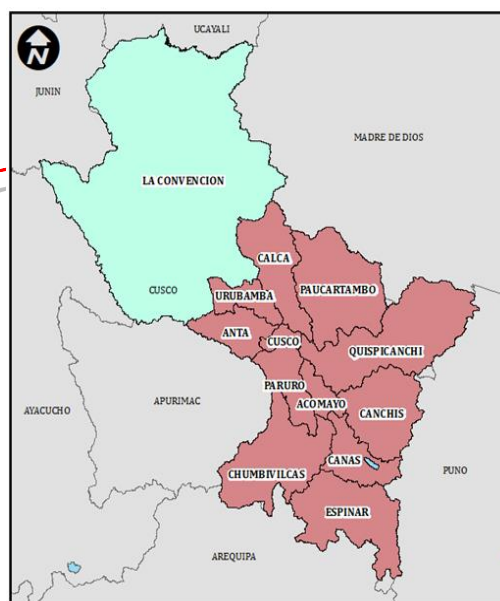 UCAYALI
N
JUNIN
MADRE DE DIOS
LA CONVENCION
CALCA
CUSCO
URUBAMBA
PAUCARTAMBO
ANTA
CUSCO
QUISPICANCHI
PARURO
APURIMAC
ACOMAYO
AYACUCHO
CANCHIS
CANAS
PUNO
CHUMBIVILCAS
ESPINAR
AREQUIPA